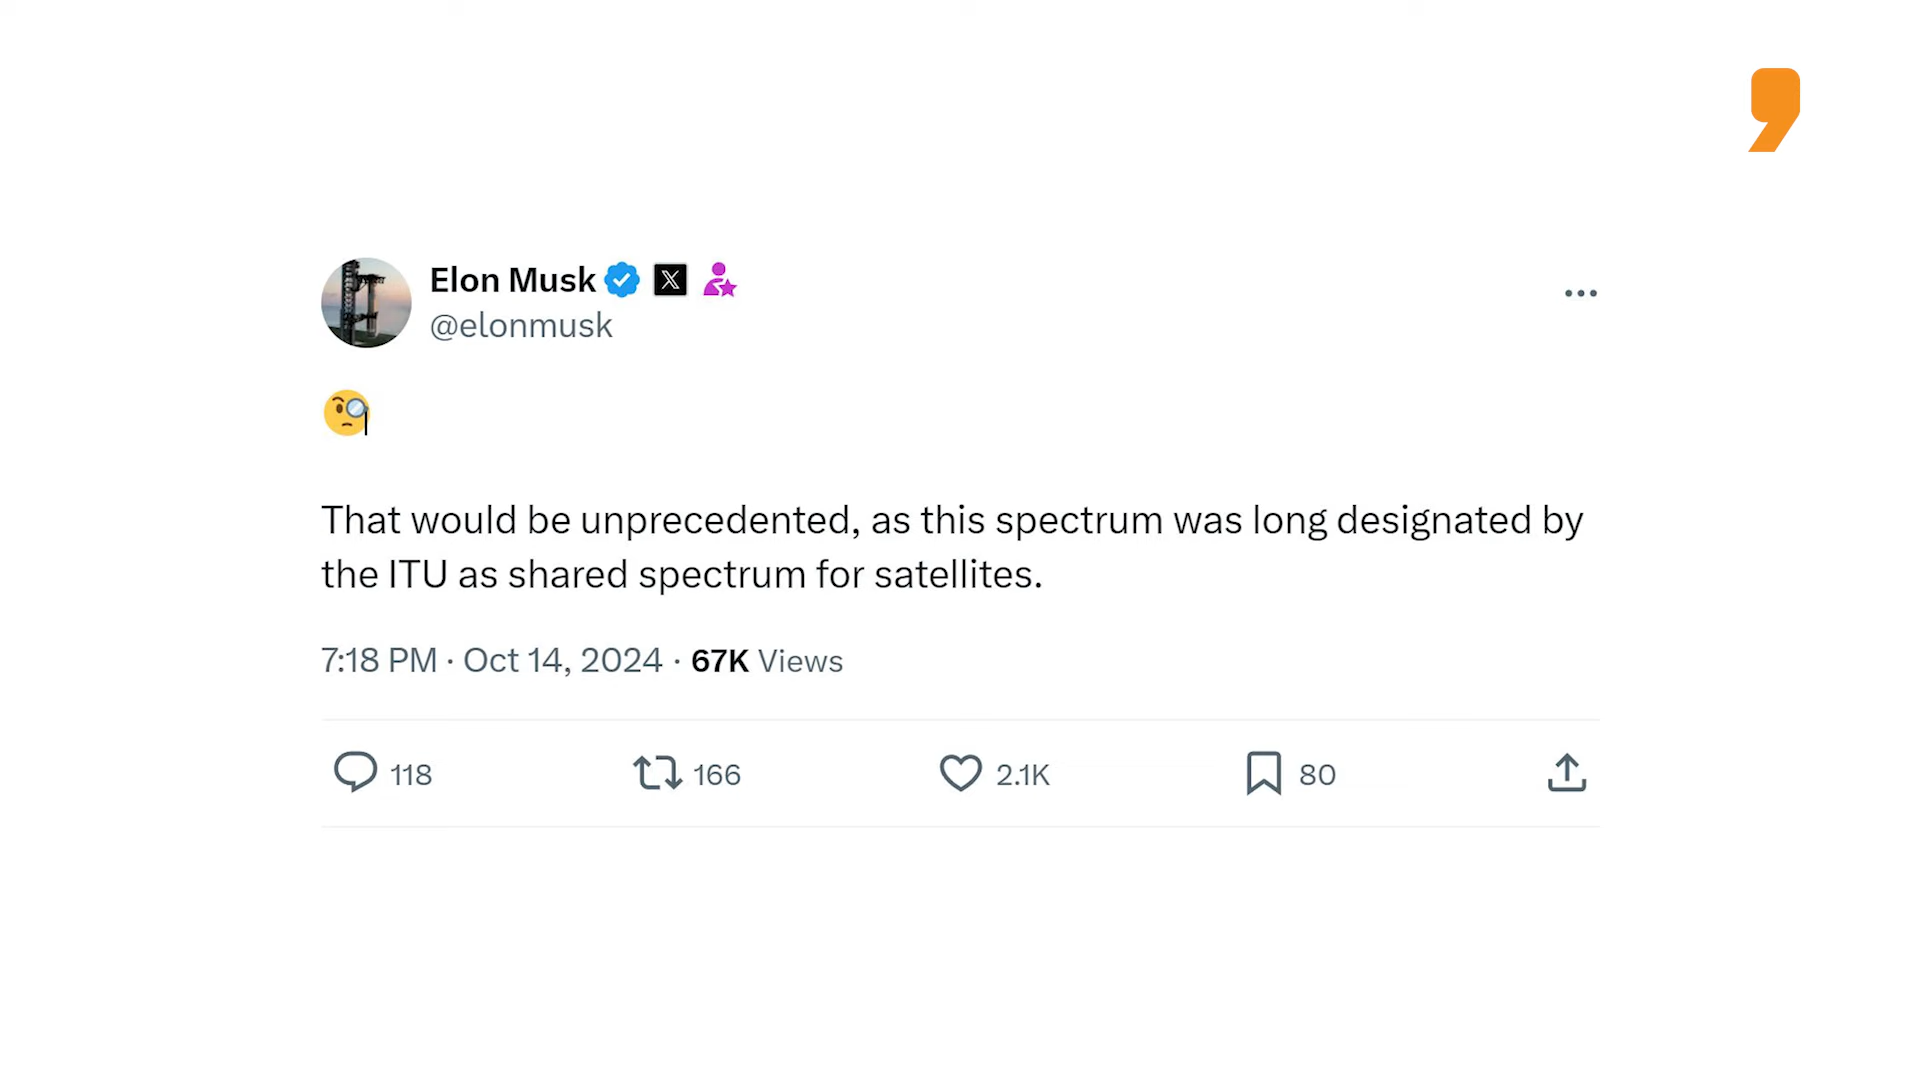 Elon Musk
@elonmusk
That would be unprecedented, as this spectrum was long designated by
the ITU as shared spectrum for satellites.
7:18 PM · Oct 14, 2024 · 67K Views
118 166 2.1K 80